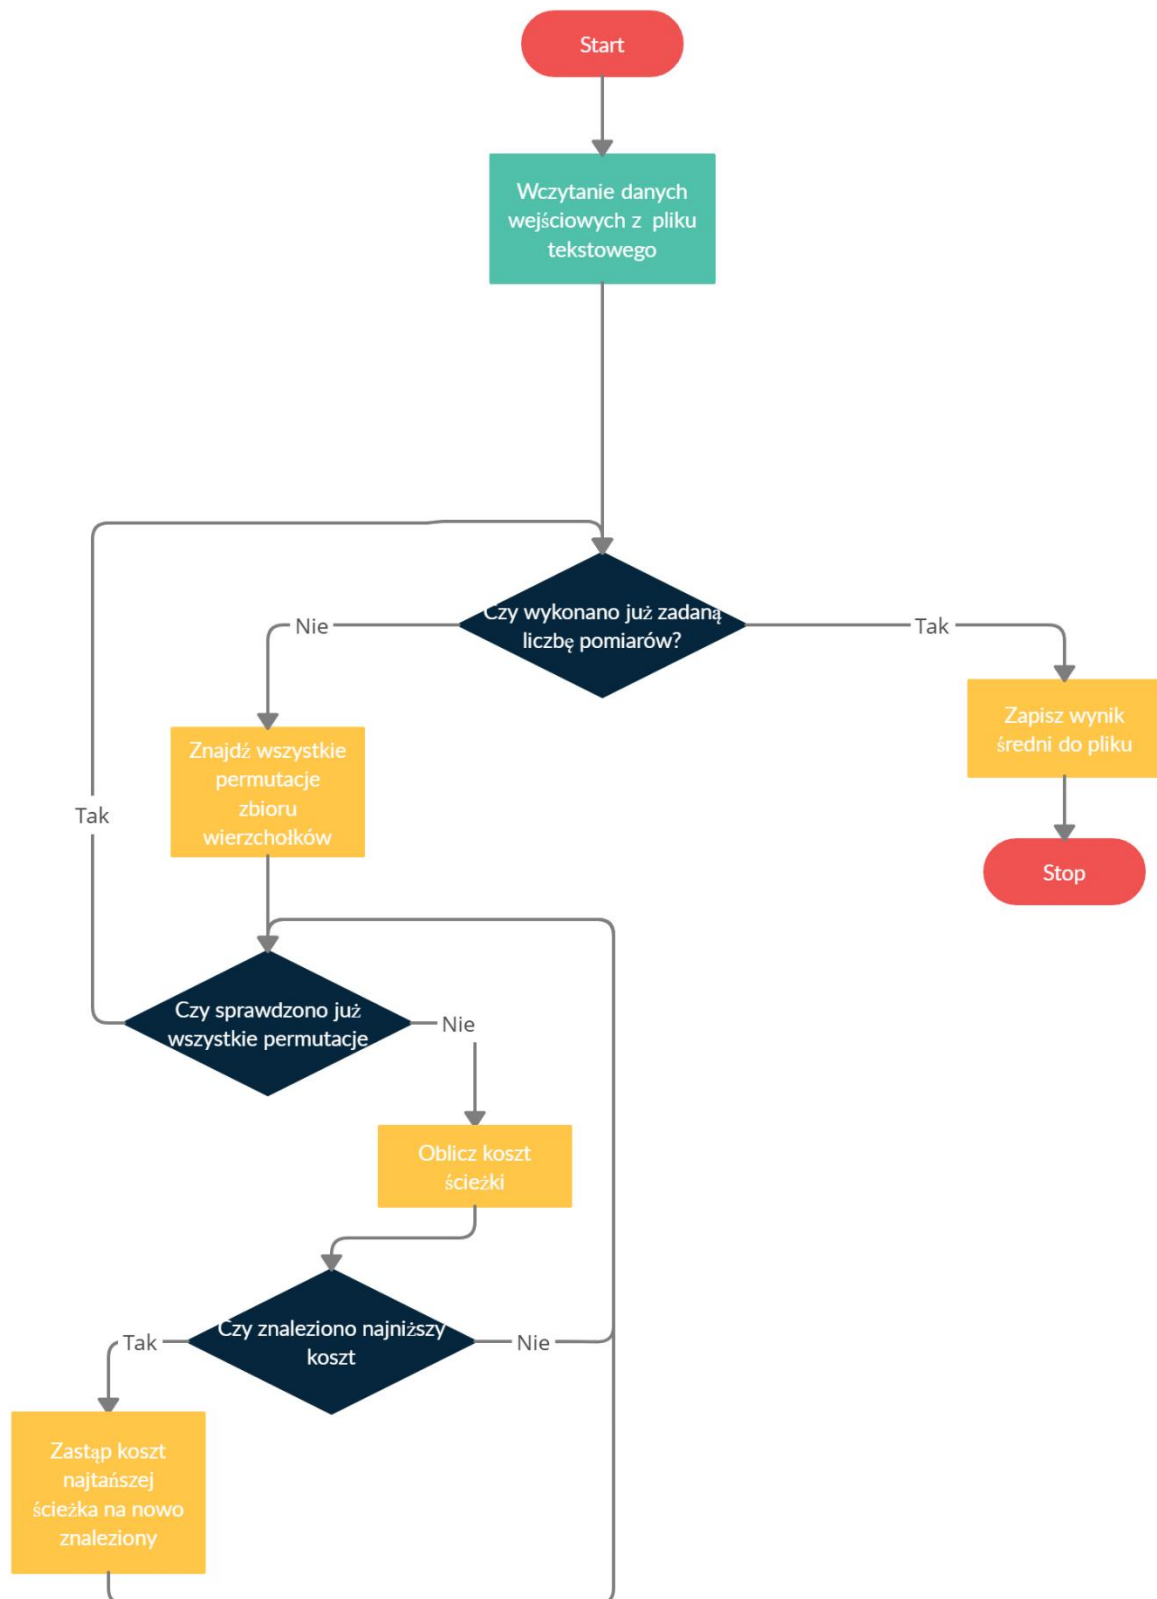 Start
Wczytanie danych
wejściowych z pliku
tekstowego
Czy wykonano już zadaną
liczbę pomiarów?
Nie
Tak
Zapisz wynik
średni do pliku
Stop
Znajdź wszystkie
permutacje
zbioru
wierzchołków
Tak
Czy sprawdzono już
wszystkie permutacje
Nie
Oblicz koszt
ścieżki
Czy znaleziono najniższy
koszt
Tak
Nie
Zastąp koszt
najtańszej
ścieżka na nowo
znaleziony